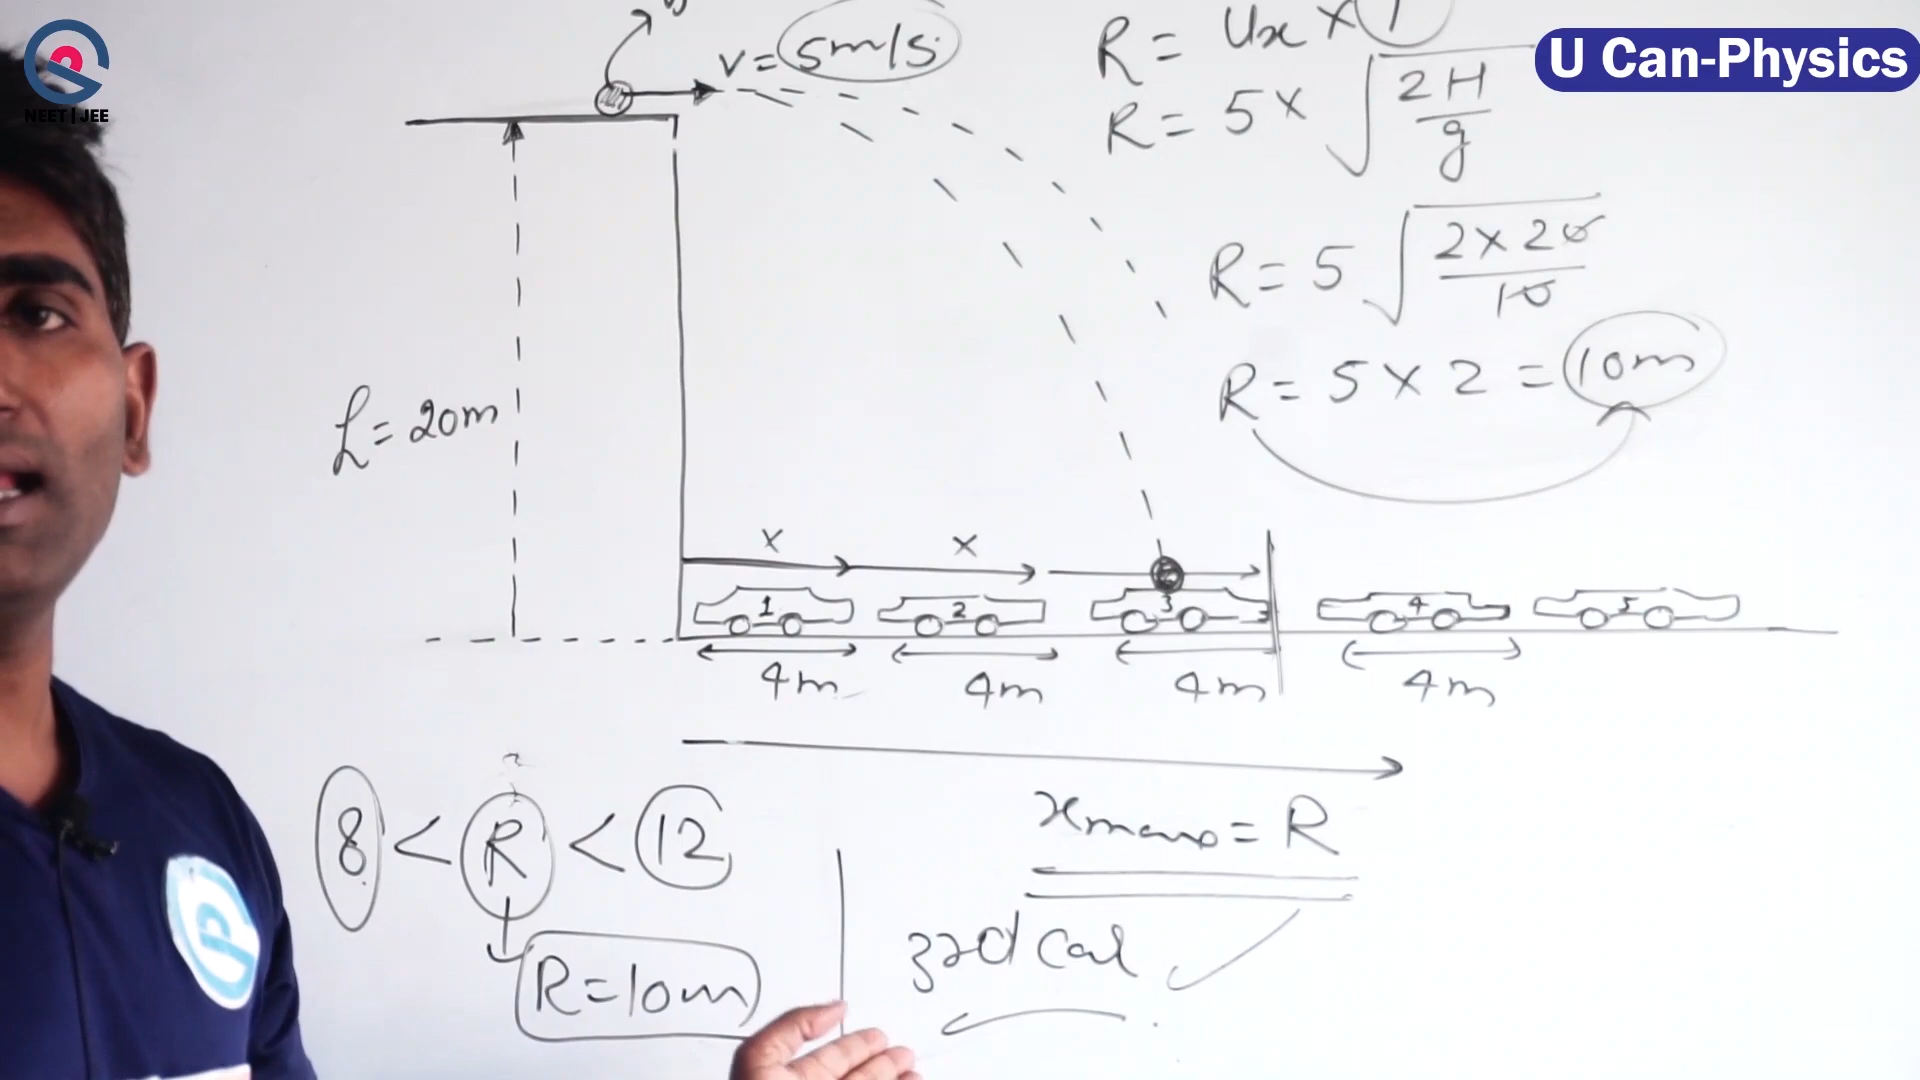 NEET|JEE
U Can-Physics
v = 5m/s
R = Ux × T
R = 5 × √(2H/g)
R = 5 √(2 × 20/10)
R = 5 × 2 = 10m
= 20m
x x
1 2 3 4 5
4m 4m 4m 4m
8 < R < 12
= R
R = 10m
3rd Car